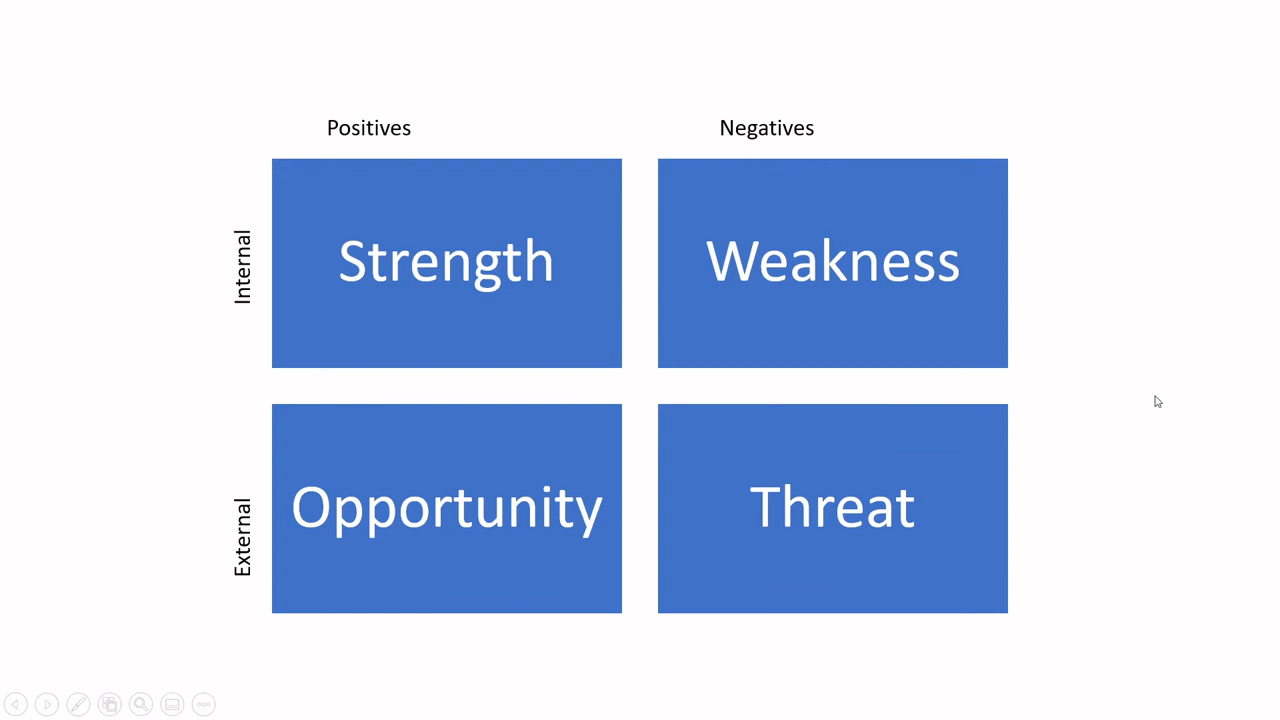 Positives
Negatives
Internal
Strength
Weakness
External
Opportunity
Threat